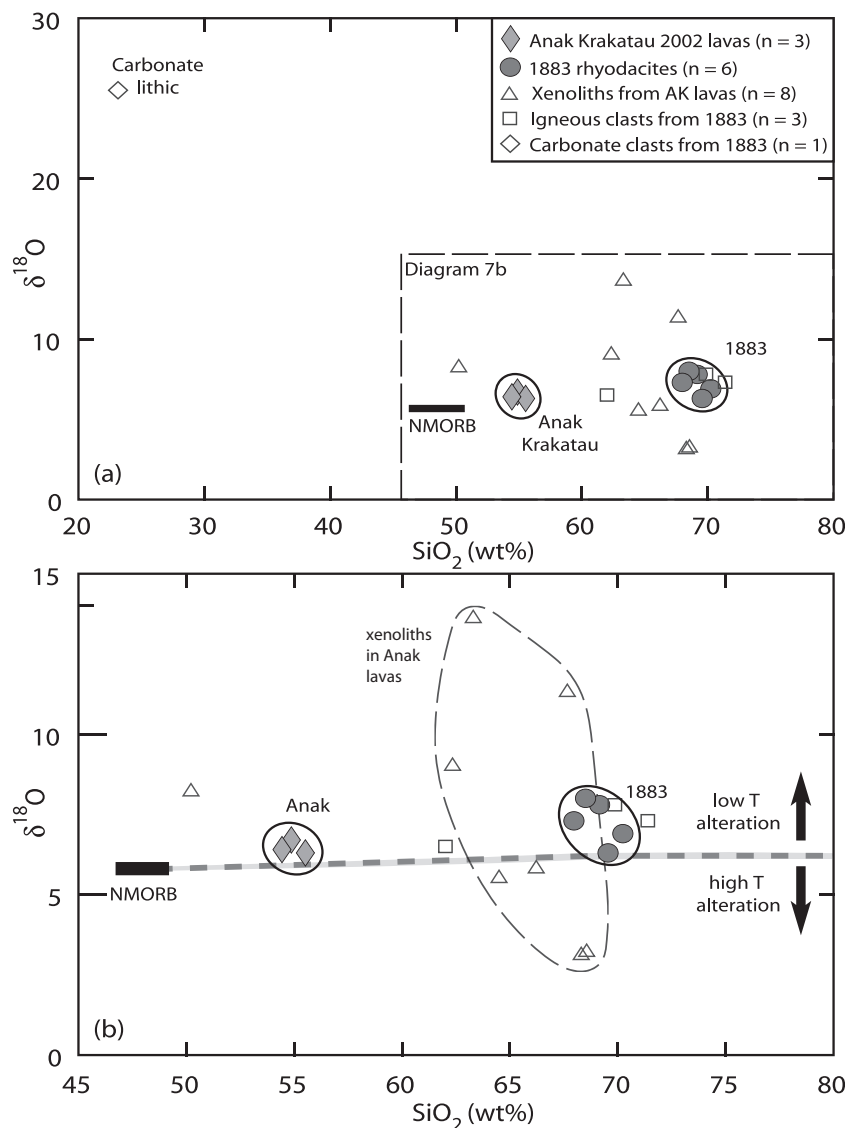 30
20
10
0
δ18O
Carbonate
lithic
Anak Krakatau 2002 lavas (n = 3)
1883 rhyodacites (n = 6)
Xenoliths from AK lavas (n = 8)
Igneous clasts from 1883 (n = 3)
Carbonate clasts from 1883 (n = 1)
Diagram 7b
1883
NMORB
Anak
Krakatau
(a)
20 30 40 50 60 70 80
SiO2 (wt%)
15
10
5
0
δ18O
xenoliths
in Anak
lavas
Anak
1883
low T
alteration
NMORB
high T
alteration
(b)
45 50 55 60 65 70 75 80
SiO2 (wt%)